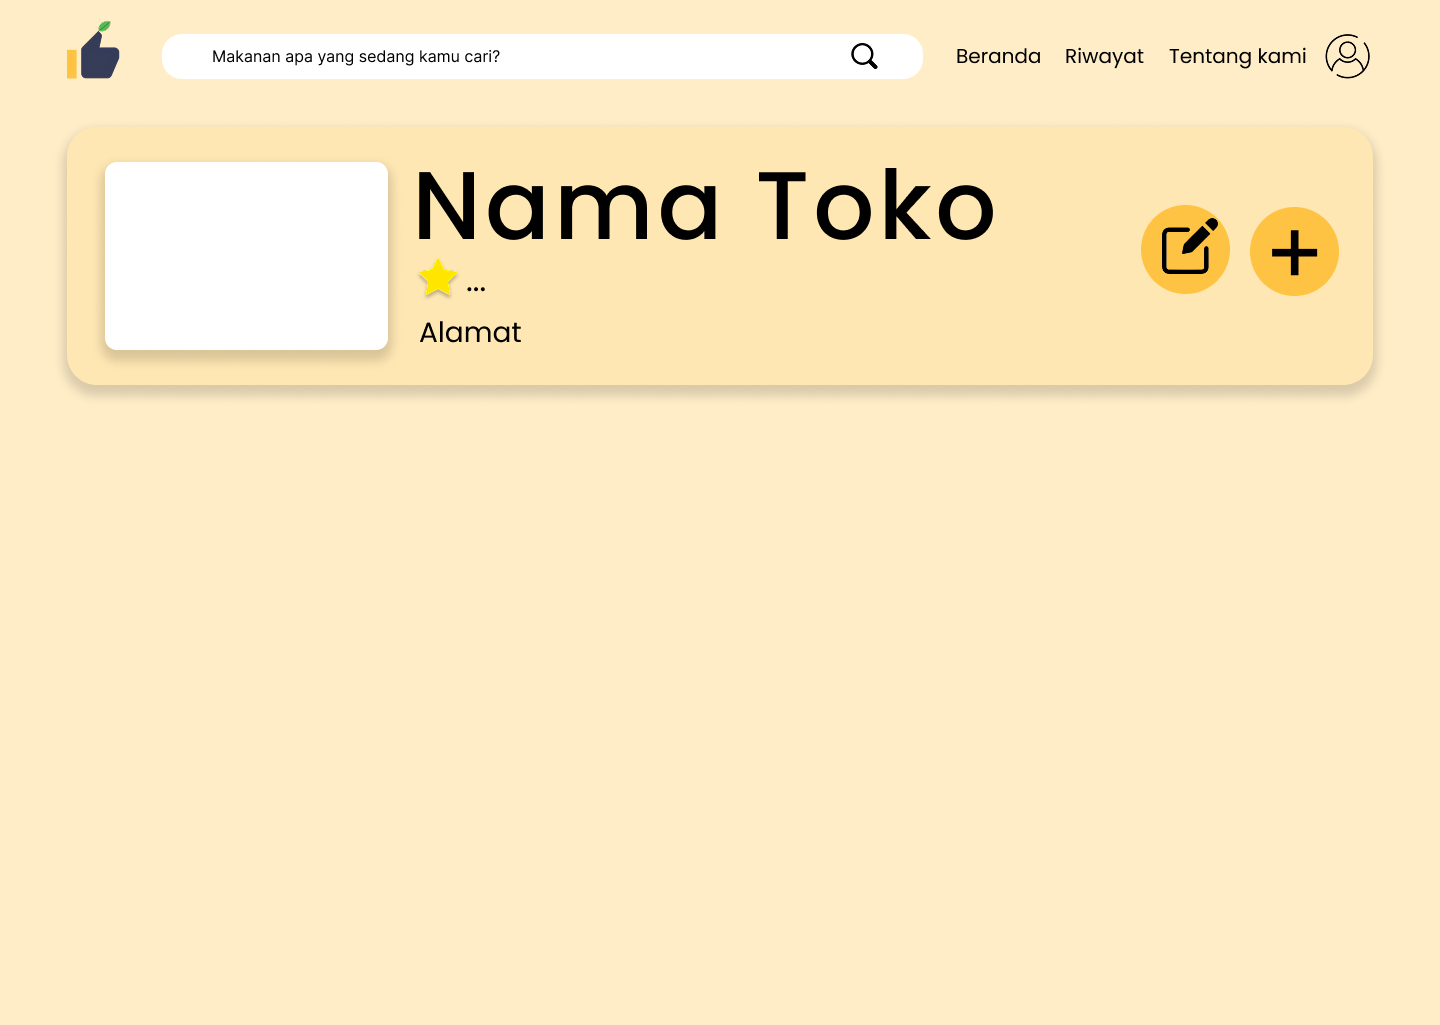 Makanan apa yang sedang kamu cari?
Beranda
Riwayat
Tentang kami
Nama Toko
...
Alamat